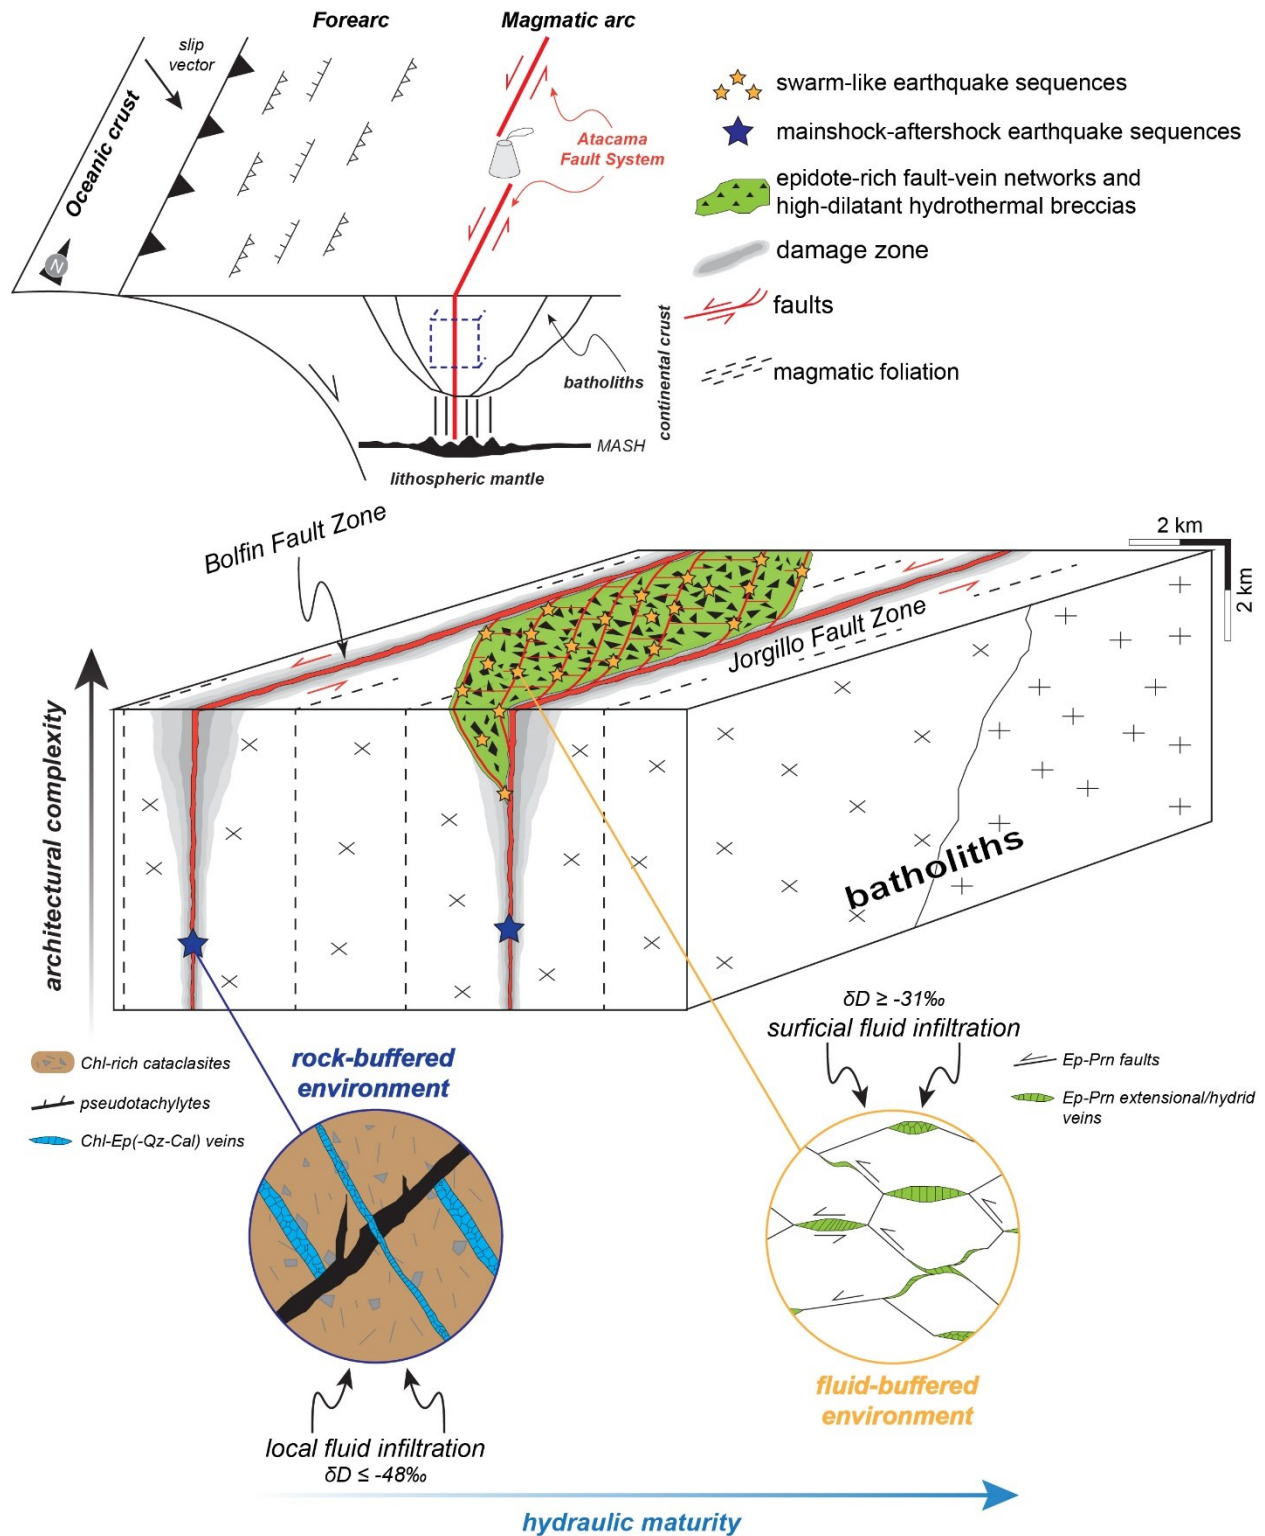 Forearc
Magmatic arc
slip
vector
Oceanic crust
N
Atacama
Fault System
batholiths
continental crust
MASH
lithospheric mantle
swarm-like earthquake sequences
mainshock-aftershock earthquake sequences
epidote-rich fault-vein networks and
high-dilatant hydrothermal breccias
damage zone
faults
magmatic foliation
Bolfin Fault Zone
2 km
2 km
Jorgillo Fault Zone
architectural complexity
batholiths
δD ≥ -31‰
surficial fluid infiltration
Chl-rich cataclasites
pseudotachylytes
Chl-Ep(-Qz-Cal) veins
rock-buffered
environment
Ep-Prn faults
Ep-Prn extensional/hydrid
veins
fluid-buffered
environment
local fluid infiltration
δD ≤ -48‰
hydraulic maturity